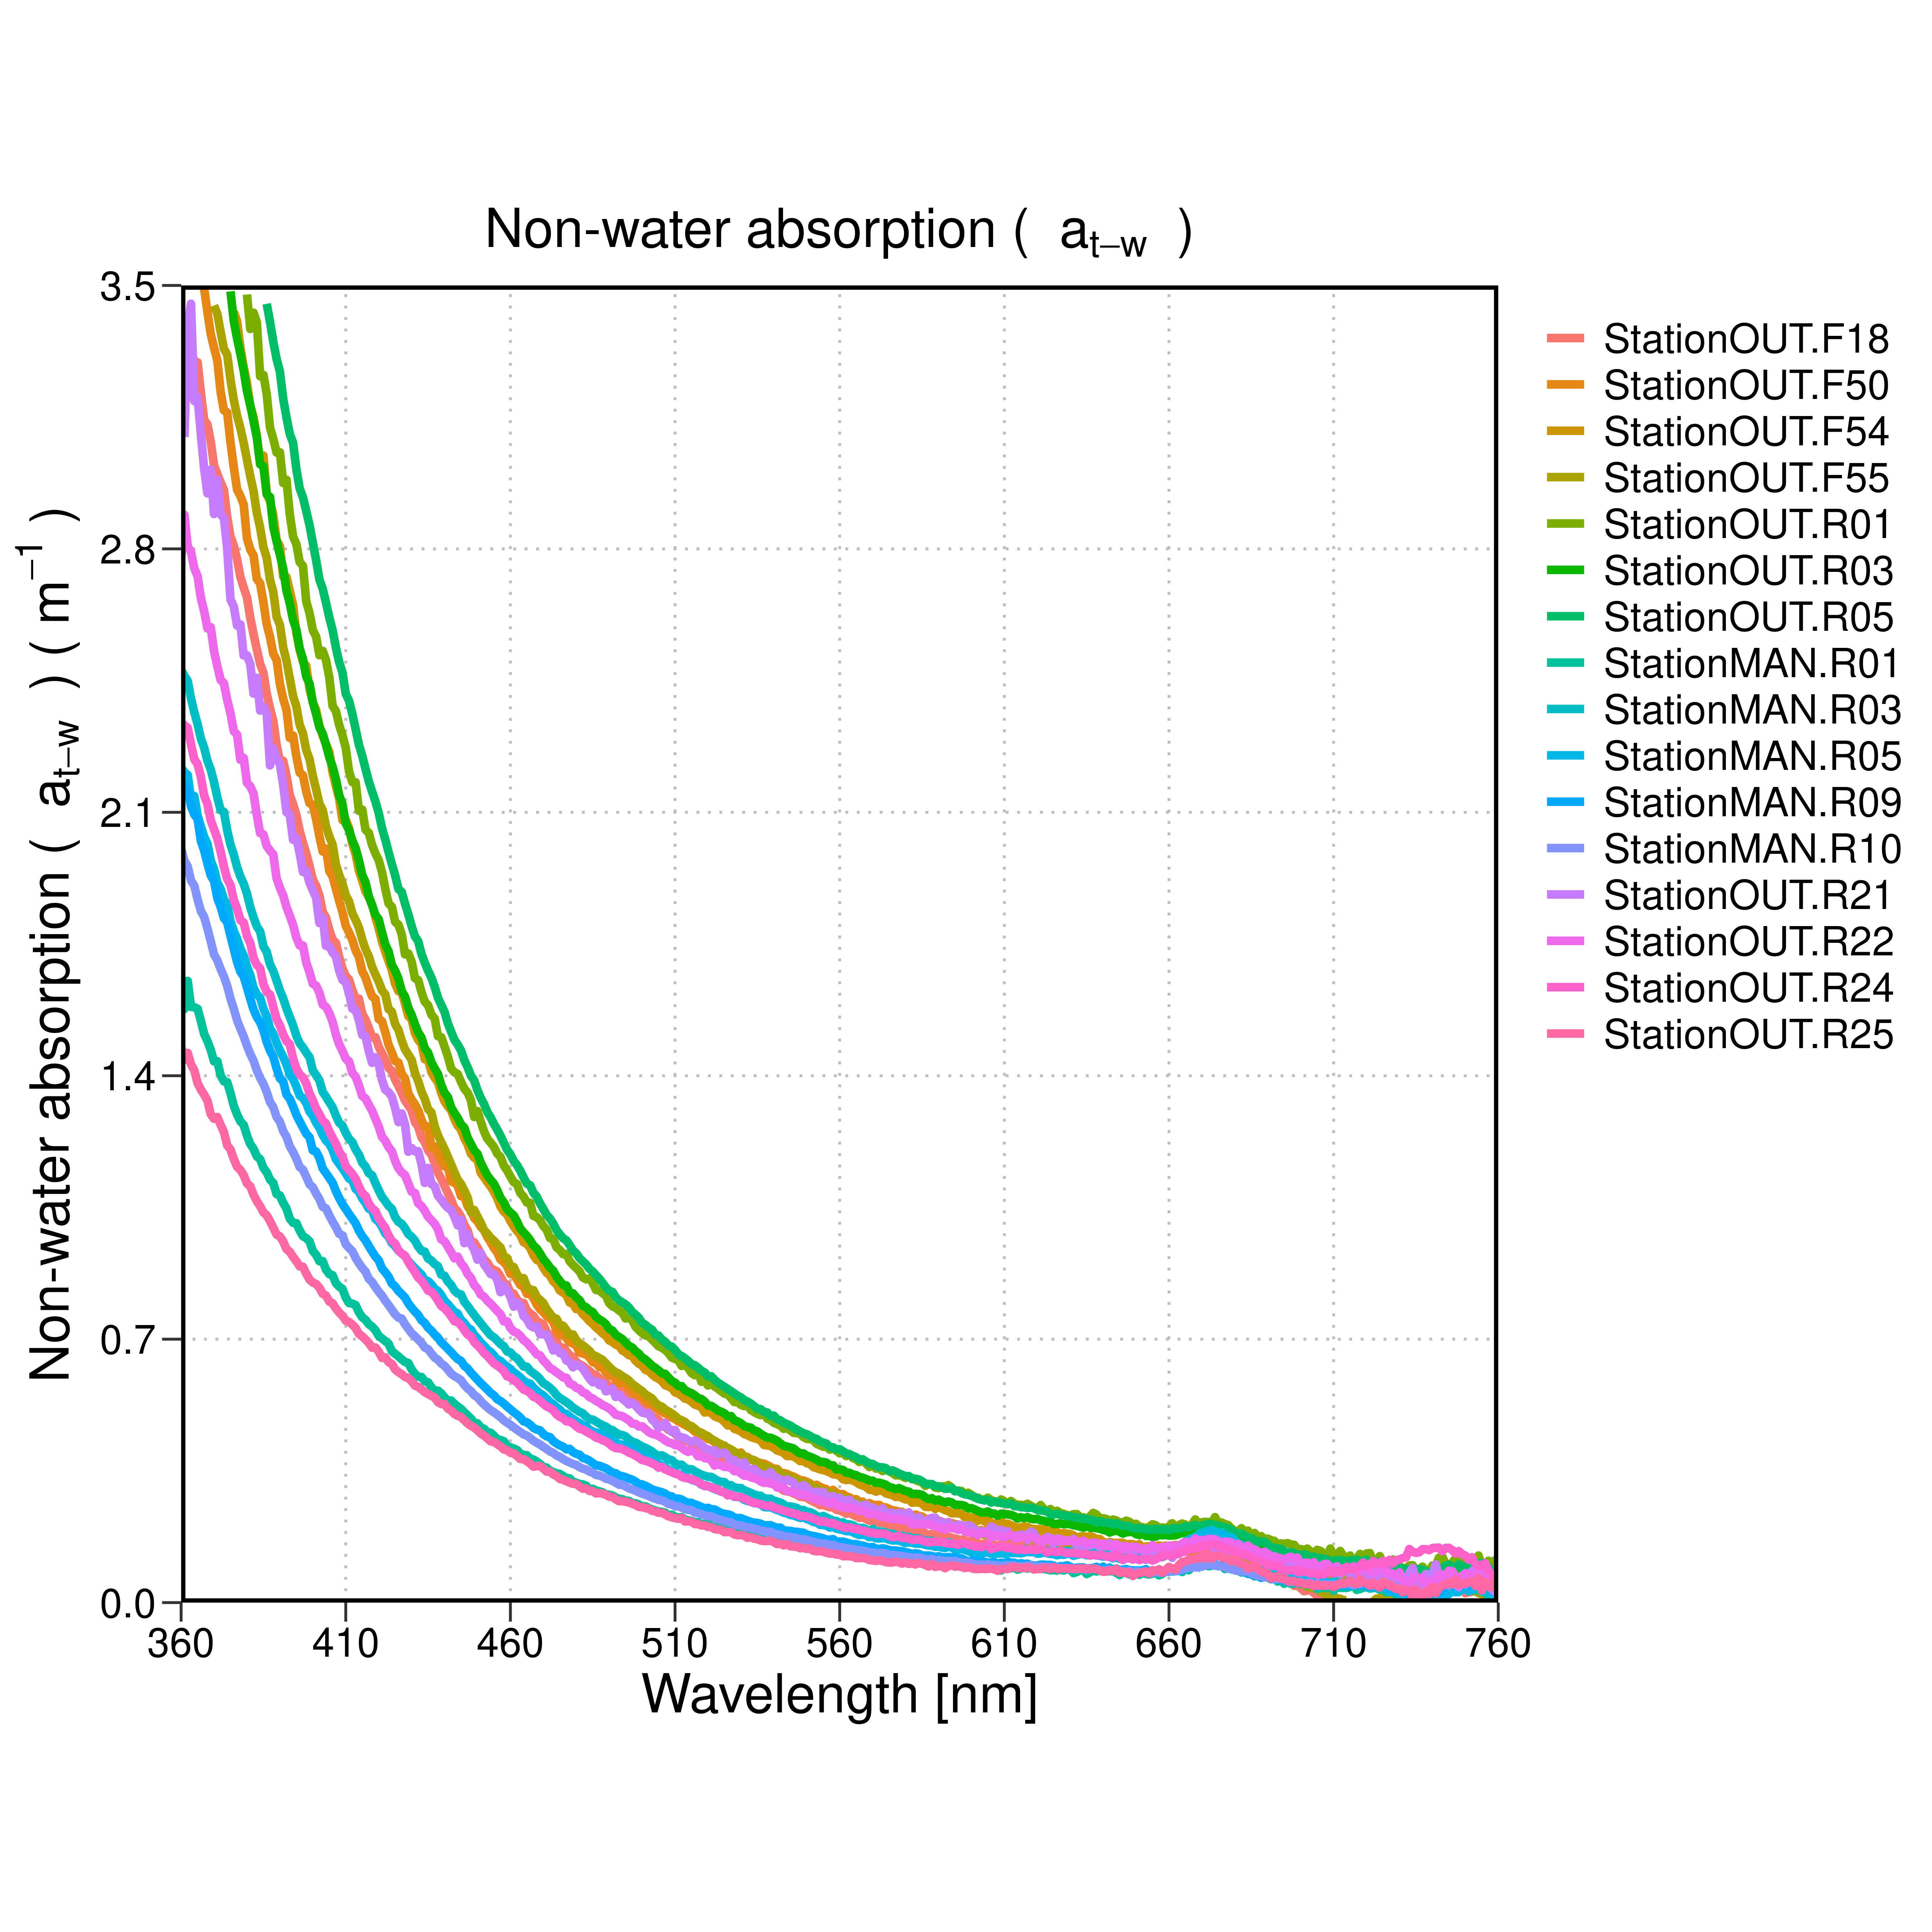 Non-water absorption ( at−w )
Non-water absorption ( at−w ) ( m−1 )
3.5
2.8
2.1
1.4
0.7
0.0
360 410 460 510 560 610 660 710 760
Wavelength [nm]
StationOUT.F18
StationOUT.F50
StationOUT.F54
StationOUT.F55
StationOUT.R01
StationOUT.R03
StationOUT.R05
StationMAN.R01
StationMAN.R03
StationMAN.R05
StationMAN.R09
StationMAN.R10
StationOUT.R21
StationOUT.R22
StationOUT.R24
StationOUT.R25